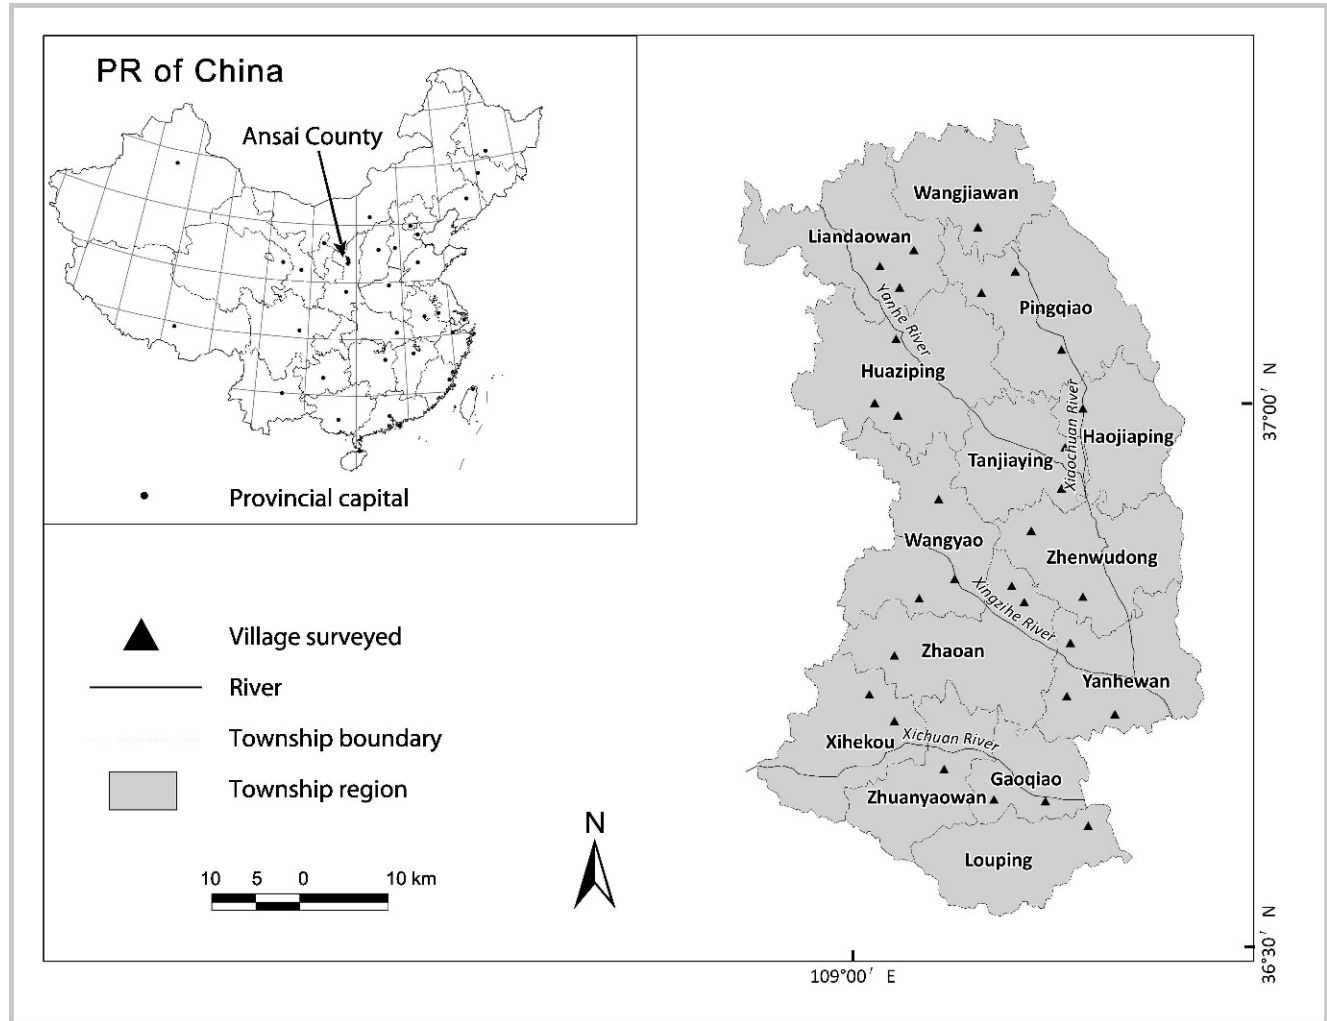 PR of China
Ansai County
Provincial capital
Village surveyed
River
Township boundary
Township region
10 5 0 10 km
N
Wangjiawan
Liandaowan
Yanhe River
Pingqiao
Huaziping
Xiaochuan River
Haojiaping
Tanjiaying
Wangyao
Zhenwudong
Xingzihe River
Zhaoan
Yanhewan
Xihekou
Xichuan River
Gaoqiao
Zhuanyaowan
Louping
37°00′ N
36°30′ N
109°00′ E